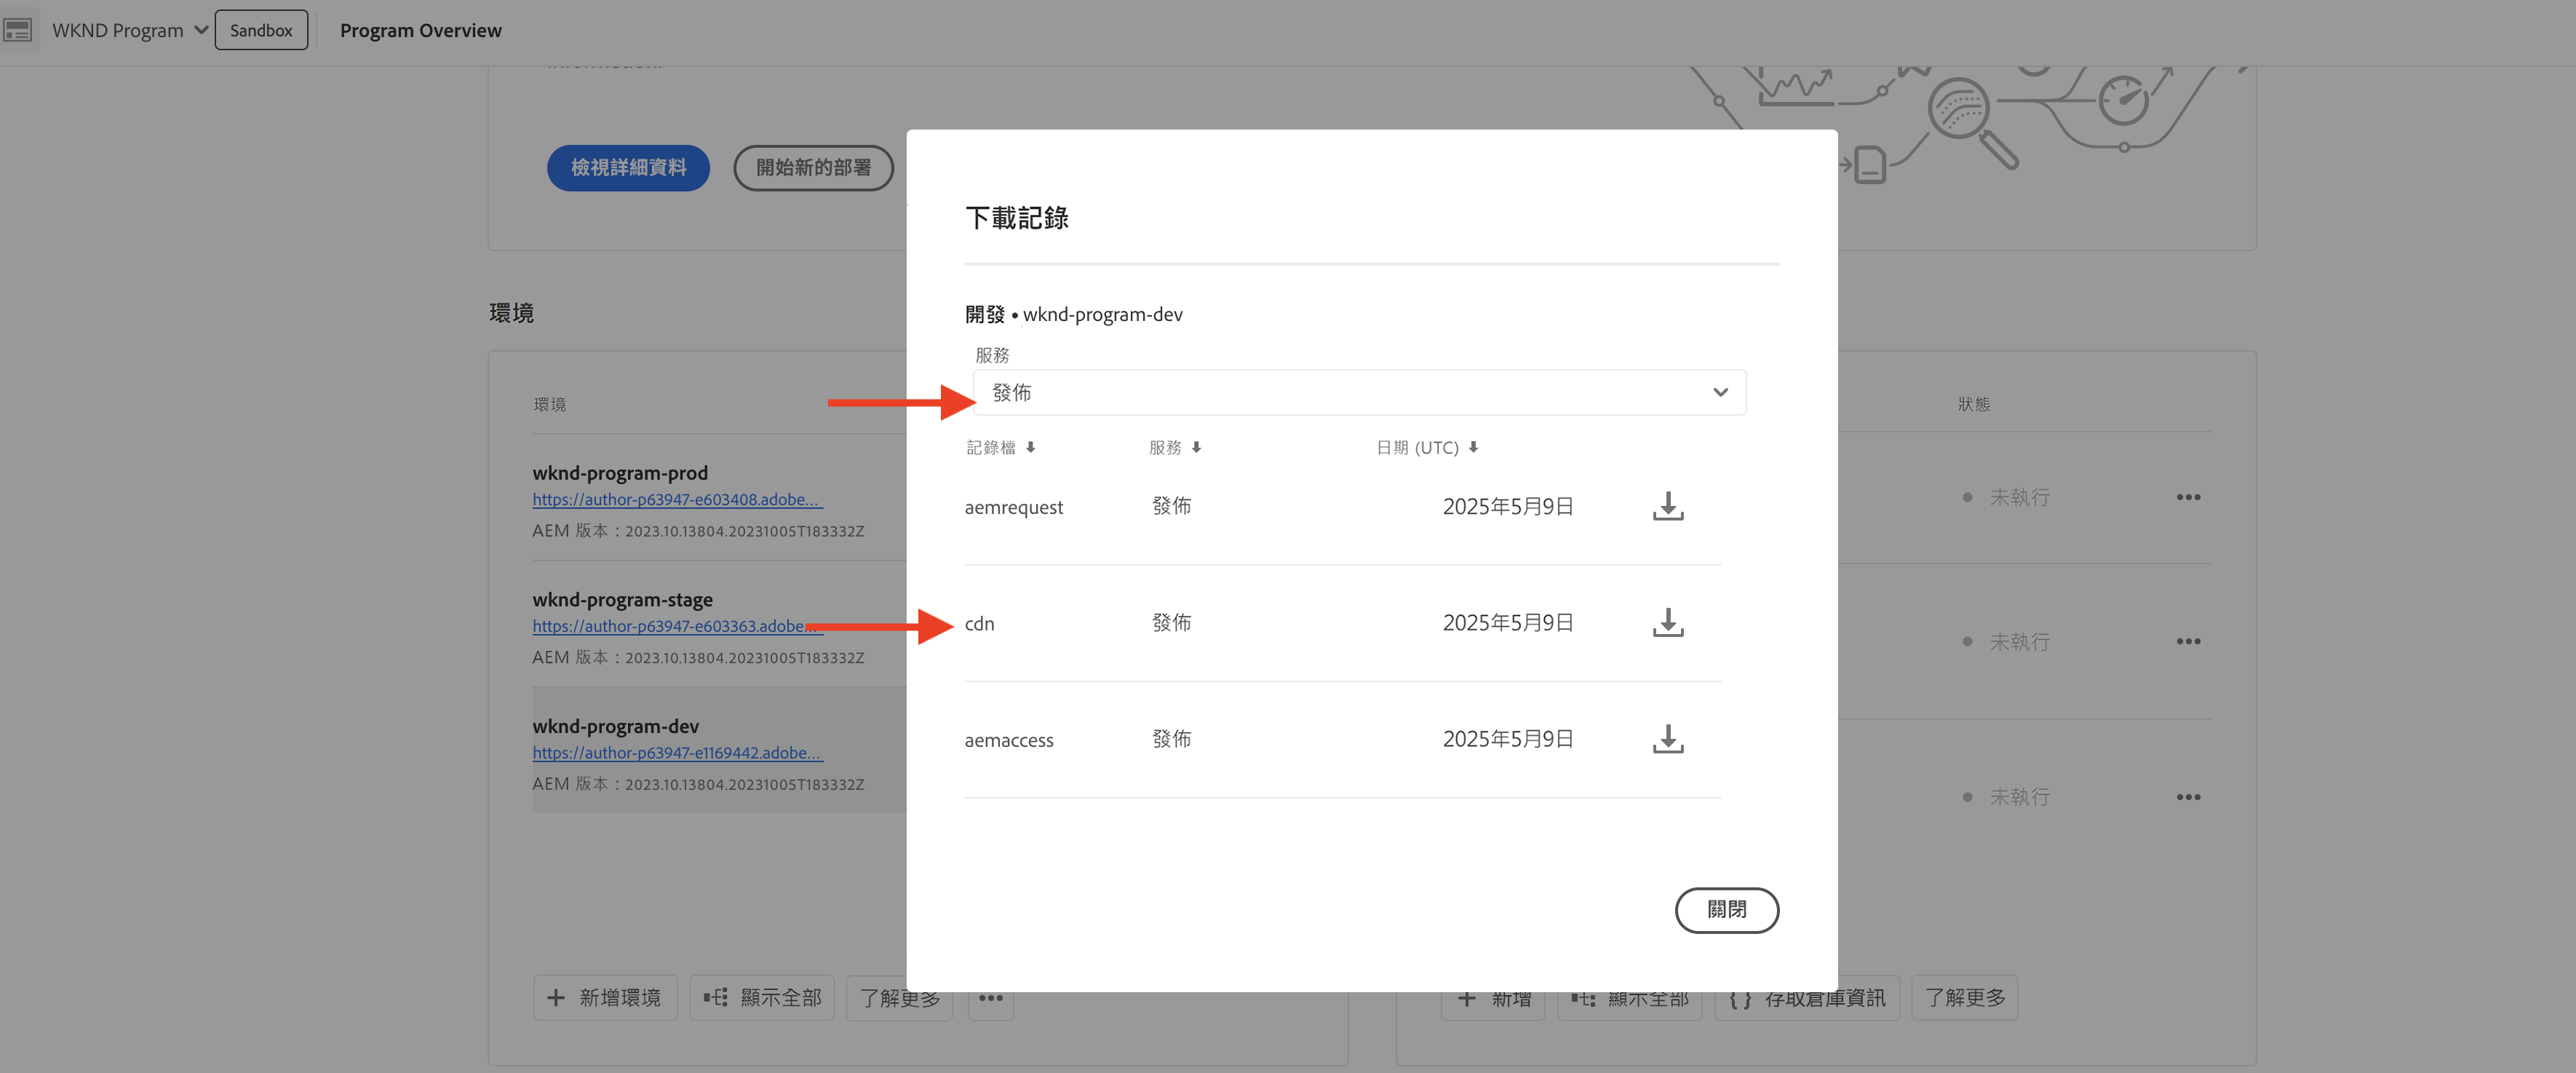 WKND Program
Sandbox
Program Overview
檢視詳細資料
開始新的部署
環境
環境
wknd-program-prod
https://author-p63947-e603408.adobe...
AEM 版本：2023.10.13804.20231005T183332Z
wknd-program-stage
https://author-p63947-e603363.adobe...
AEM 版本：2023.10.13804.20231005T183332Z
wknd-program-dev
https://author-p63947-e1169442.adobe...
AEM 版本：2023.10.13804.20231005T183332Z
新增環境
顯示全部
了解更多
下載記錄
開發 • wknd-program-dev
服務
發佈
記錄檔 服務 日期 (UTC)
aemrequest 發佈 2025年5月9日
cdn 發佈 2025年5月9日
aemaccess 發佈 2025年5月9日
關閉
狀態
未執行
未執行
未執行
新增
顯示全部
存取倉庫資訊
了解更多